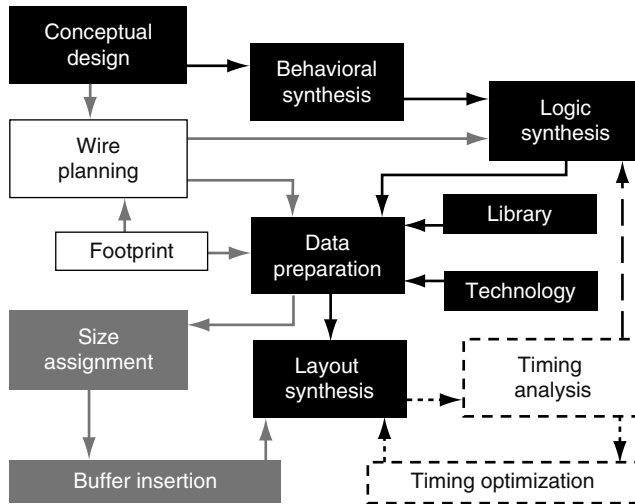 Conceptual
design
Behavioral
synthesis
Logic
synthesis
Wire
planning
Footprint
Data
preparation
Library
Technology
Size
assignment
Layout
synthesis
Timing
analysis
Buffer insertion
Timing optimization